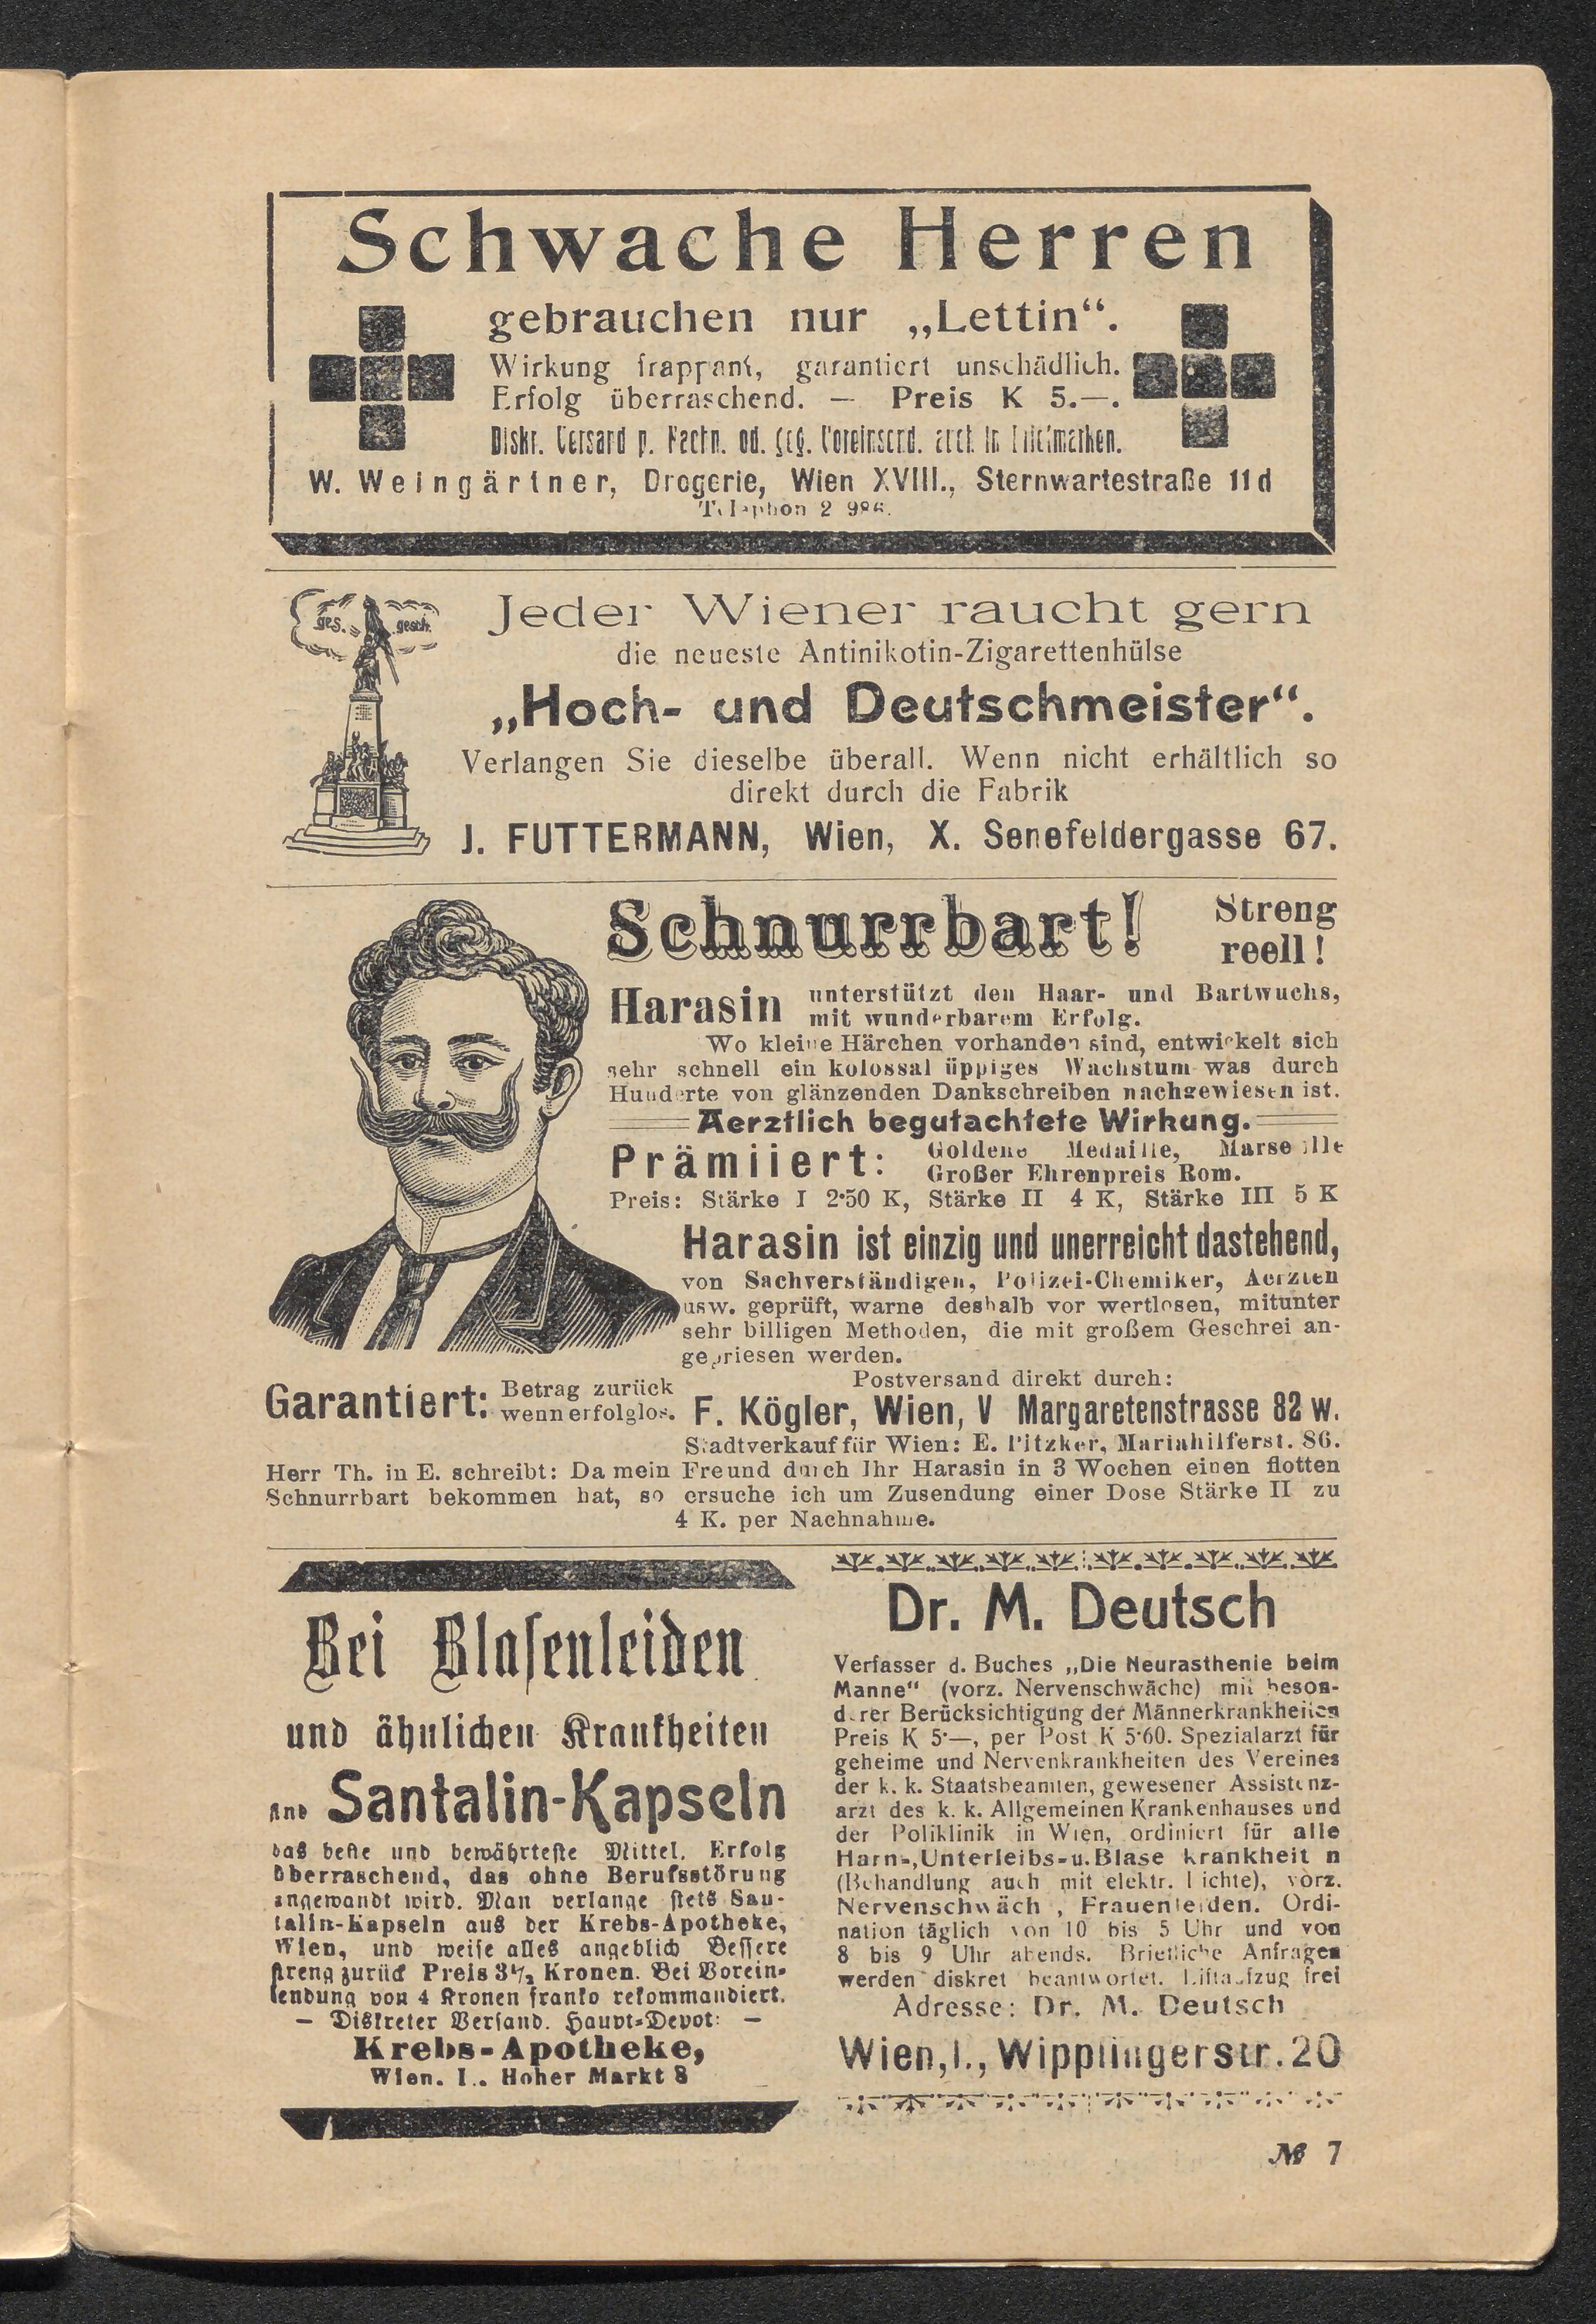 Schwache Herren
gebrauchen nur „Lettin“.
Wirkung frappant, garantiert unschädlich.
Erfolg überraschend. — Preis K 5.—.
Diskr. Versand p. Nachn. od. geg. Voreinsend. auch in Briefmarken.
W. Weingärtner, Drogerie, Wien XVIII., Sternwartestraße 11d
Telephon
ges. gesch.
Jeder Wiener raucht gern
die neueste Antinikotin-Zigarettenhülse
„Hoch- und Deutschmeister“.
Verlangen Sie dieselbe überall. Wenn nicht erhältlich so
direkt durch die Fabrik
J. FUTTERMANN, Wien, X. Senefeldergasse 67.
Schnurrbart! Streng
reell!
Harasin unterstützt den Haar- und Bartwuchs,
mit wunderbarem Erfolg.
Wo kleine Härchen vorhanden sind, entwickelt sich
sehr schnell ein kolossal üppiges Wachstum was durch
Hunderte von glänzenden Dankschreiben nachgewiesen ist.
Aerztlich begutachtete Wirkung.
Prämiiert: Goldene Medaille, Marseille
Großer Ehrenpreis Rom.
Preis: Stärke I 2·50 K, Stärke II 4 K, Stärke III 5 K
Harasin ist einzig und unerreicht dastehend,
von Sachverständigen, Polizei-Chemiker, Aerzten
usw. geprüft, warne deshalb vor wertlosen, mitunter
sehr billigen Methoden, die mit großem Geschrei an-
gepriesen werden.
Postversand direkt durch:
Garantiert: Betrag zurück
wenn erfolglos.
F. Kögler, Wien, V Margaretenstrasse 82 w.
Stadtverkauf für Wien: E. Pitzker, Mariahilferst. 86.
Herr Th. in E. schreibt: Da mein Freund durch Ihr Harasin in 3 Wochen einen flotten
Schnurrbart bekommen hat, so ersuche ich um Zusendung einer Dose Stärke II zu
4 K. per Nachnahme.
Bei Blasenleiden
und ähnlichen Krankheiten
sind Santalin-Kapseln
das beste und bewährteste Mittel. Erfolg
überraschend, das ohne Berufsstörung
angewandt wird. Man verlange stets San-
talin-Kapseln aus der Krebs-Apotheke,
Wien, und weise alles angeblich Bessere
streng zurück Preis 3½ Kronen. Bei Vorein-
sendung von 4 Kronen franko rekommandiert.
— Diskreter Versand. Haupt-Depot: —
Krebs-Apotheke,
Wien. I.. Hoher Markt 8
Dr. M. Deutsch
Verfasser d. Buches „Die Neurasthenie beim
Manne“ (vorz. Nervenschwäche) mit beson-
derer Berücksichtigung der Männerkrankheiten
Preis K 5·—, per Post K 5·60. Spezialarzt für
geheime und Nervenkrankheiten des Vereines
der k. k. Staatsbeamten, gewesener Assistenz-
arzt des k. k. Allgemeinen Krankenhauses und
der Poliklinik in Wien, ordiniert für alle
Harn-, Unterleibs- u. Blase krankheit n
(Behandlung auch mit elektr. Lichte), vorz.
Nervenschwäch , Frauenleiden. Ordi-
nation täglich von 10 bis 5 Uhr und von
8 bis 9 Uhr abends. Briefliche Anfragen
werden diskret beantwortet. Liftaufzug frei
Adresse: Dr. M. Deutsch
Wien, I., Wipplingerstr. 20
№ 7